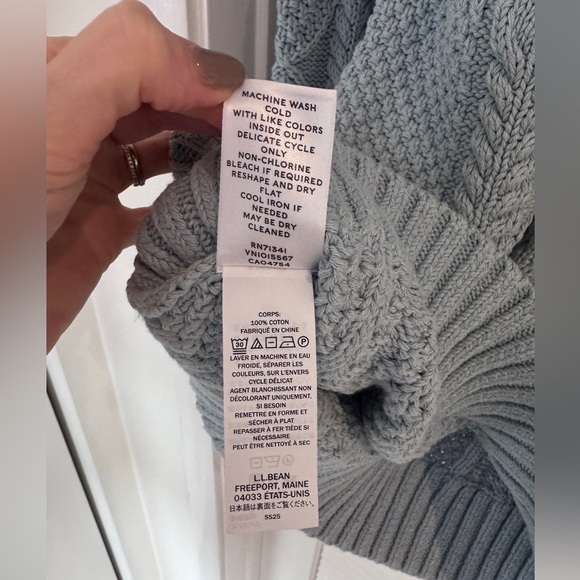 MACHINE WASH
COLD
WITH LIKE COLORS
INSIDE OUT
DELICATE CYCLE
ONLY
NON-CHLORINE
BLEACH IF REQUIRED
RESHAPE AND DRY
FLAT
COOL IRON IF
NEEDED
MAY BE DRY
CLEANED
RN71341
VN1015567
CA04754
CORPS:
100% COTON
FABRIQUÉ EN CHINE
30 P
LAVER EN MACHINE EN EAU
FROIDE, SÉPARER LES
COULEURS, SUR L'ENVERS
CYCLE DÉLICAT
AGENT BLANCHISSANT NON
DÉCOLORANT UNIQUEMENT,
SI BESOIN
REMETTRE EN FORME ET
SÉCHER À PLAT
REPASSER À FER TIÈDE SI
NÉCESSAIRE
PEUT ÊTRE NETTOYÉ À SEC
L.L.BEAN
FREEPORT, MAINE
04033 ÉTATS-UNIS
日本語は裏面をご覧ください
SS25